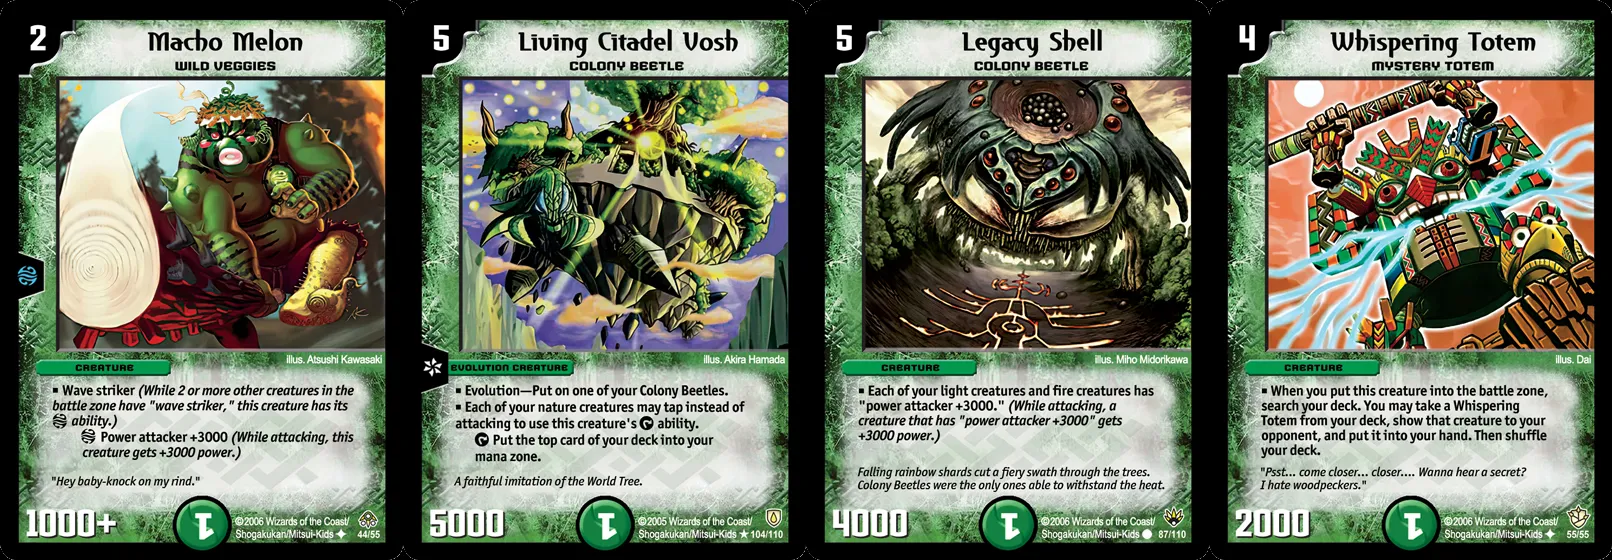 2
Macho Melon
WILD VEGGIES
illus. Atsushi Kawasaki
CREATURE
▪ Wave striker (While 2 or more other creatures in the
battle zone have "wave striker," this creature has its
ability.)
Power attacker +3000 (While attacking, this
creature gets +3000 power.)
"Hey baby-knock on my rind."
1000+
1
©2006 Wizards of the Coast/
Shogakukan/Mitsui-Kids ✦ 44/55
5
Living Citadel Vosh
COLONY BEETLE
illus. Akira Hamada
EVOLUTION CREATURE
▪ Evolution—Put on one of your Colony Beetles.
▪ Each of your nature creatures may tap instead of
attacking to use this creature's ability.
Put the top card of your deck into your
mana zone.
A faithful imitation of the World Tree.
5000
1
©2005 Wizards of the Coast/
Shogakukan/Mitsui-Kids ★ 104/110
5
Legacy Shell
COLONY BEETLE
illus. Miho Midorikawa
CREATURE
▪ Each of your light creatures and fire creatures has
"power attacker +3000." (While attacking, a
creature that has "power attacker +3000" gets
+3000 power.)
Falling rainbow shards cut a fiery swath through the trees.
Colony Beetles were the only ones able to withstand the heat.
4000
1
©2006 Wizards of the Coast/
Shogakukan/Mitsui-Kids ● 87/110
4
Whispering Totem
MYSTERY TOTEM
illus. Dai
CREATURE
▪ When you put this creature into the battle zone,
search your deck. You may take a Whispering
Totem from your deck, show that creature to your
opponent, and put it into your hand. Then shuffle
your deck.
"Psst... come closer... closer.... Wanna hear a secret?
I hate woodpeckers."
2000
1
©2006 Wizards of the Coast/
Shogakukan/Mitsui-Kids ✦ 55/55